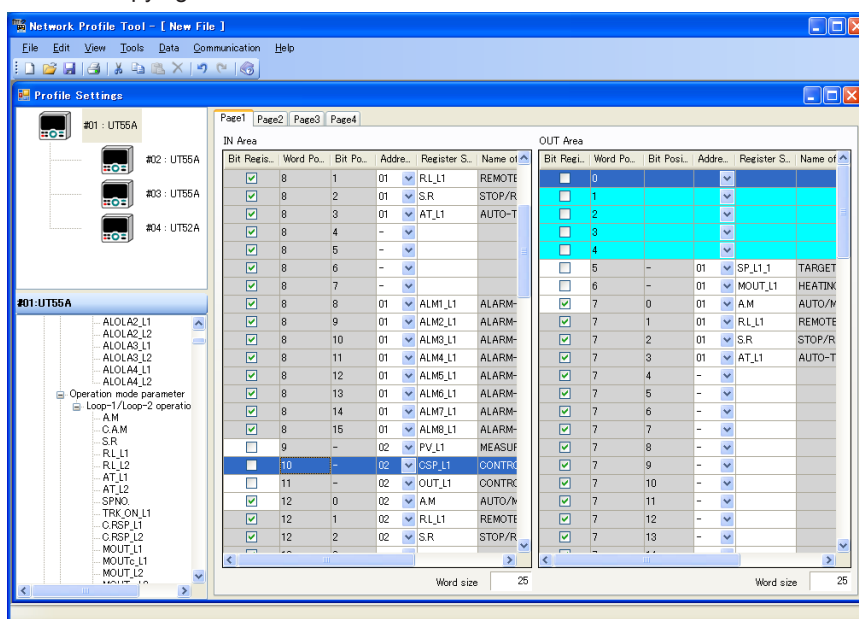 Network Profile Tool - [ New File ]
File Edit View Tools Data Communication Help
Profile Settings
#01 : UT55A
#02 : UT55A
#03 : UT55A
#04 : UT52A
#01:UT55A
ALOLA2_L1
ALOLA2_L2
ALOLA3_L1
ALOLA3_L2
ALOLA4_L1
ALOLA4_L2
Operation mode parameter
Loop-1/Loop-2 operatio
A.M
C.A.M
S.R
R.L_L1
R.L_L2
AT_L1
AT_L2
SPNO.
TRK_ON_L1
C.RSP_L1
C.RSP_L2
MOUT_L1
MOUTc_L1
MOUT_L2
Page1 Page2 Page3 Page4
IN Area
Bit Regis... Word Po... Bit Po... Addre... Register S... Name of
8 1 01 R.L_L1 REMOTE
8 2 01 S.R STOP/R
8 3 01 AT_L1 AUTO-T
8 4 -
8 5 -
8 6 -
8 7 -
8 8 01 ALM1_L1 ALARM-
8 9 01 ALM2_L1 ALARM-
8 10 01 ALM3_L1 ALARM-
8 11 01 ALM4_L1 ALARM-
8 12 01 ALM5_L1 ALARM-
8 13 01 ALM6_L1 ALARM-
8 14 01 ALM7_L1 ALARM-
8 15 01 ALM8_L1 ALARM-
9 - 02 PV_L1 MEASUR
10 - 02 CSP_L1 CONTRO
11 - 02 OUT_L1 CONTRO
12 0 02 A.M AUTO/M
12 1 02 R.L_L1 REMOTE
12 2 02 S.R STOP/R
Word size 25
OUT Area
Bit Regi... Word Po... Bit Posi... Addre... Register S... Name of
0
1
2
3
4
5 - 01 SP_L1_1 TARGET
6 - 01 MOUT_L1 HEATING
7 0 01 A.M AUTO/M
7 1 01 R.L_L1 REMOTE
7 2 01 S.R STOP/R
7 3 01 AT_L1 AUTO-T
7 4 -
7 5 -
7 6 -
7 7 -
7 8 -
7 9 -
7 10 -
7 11 -
7 12 -
7 13 -
Word size 25